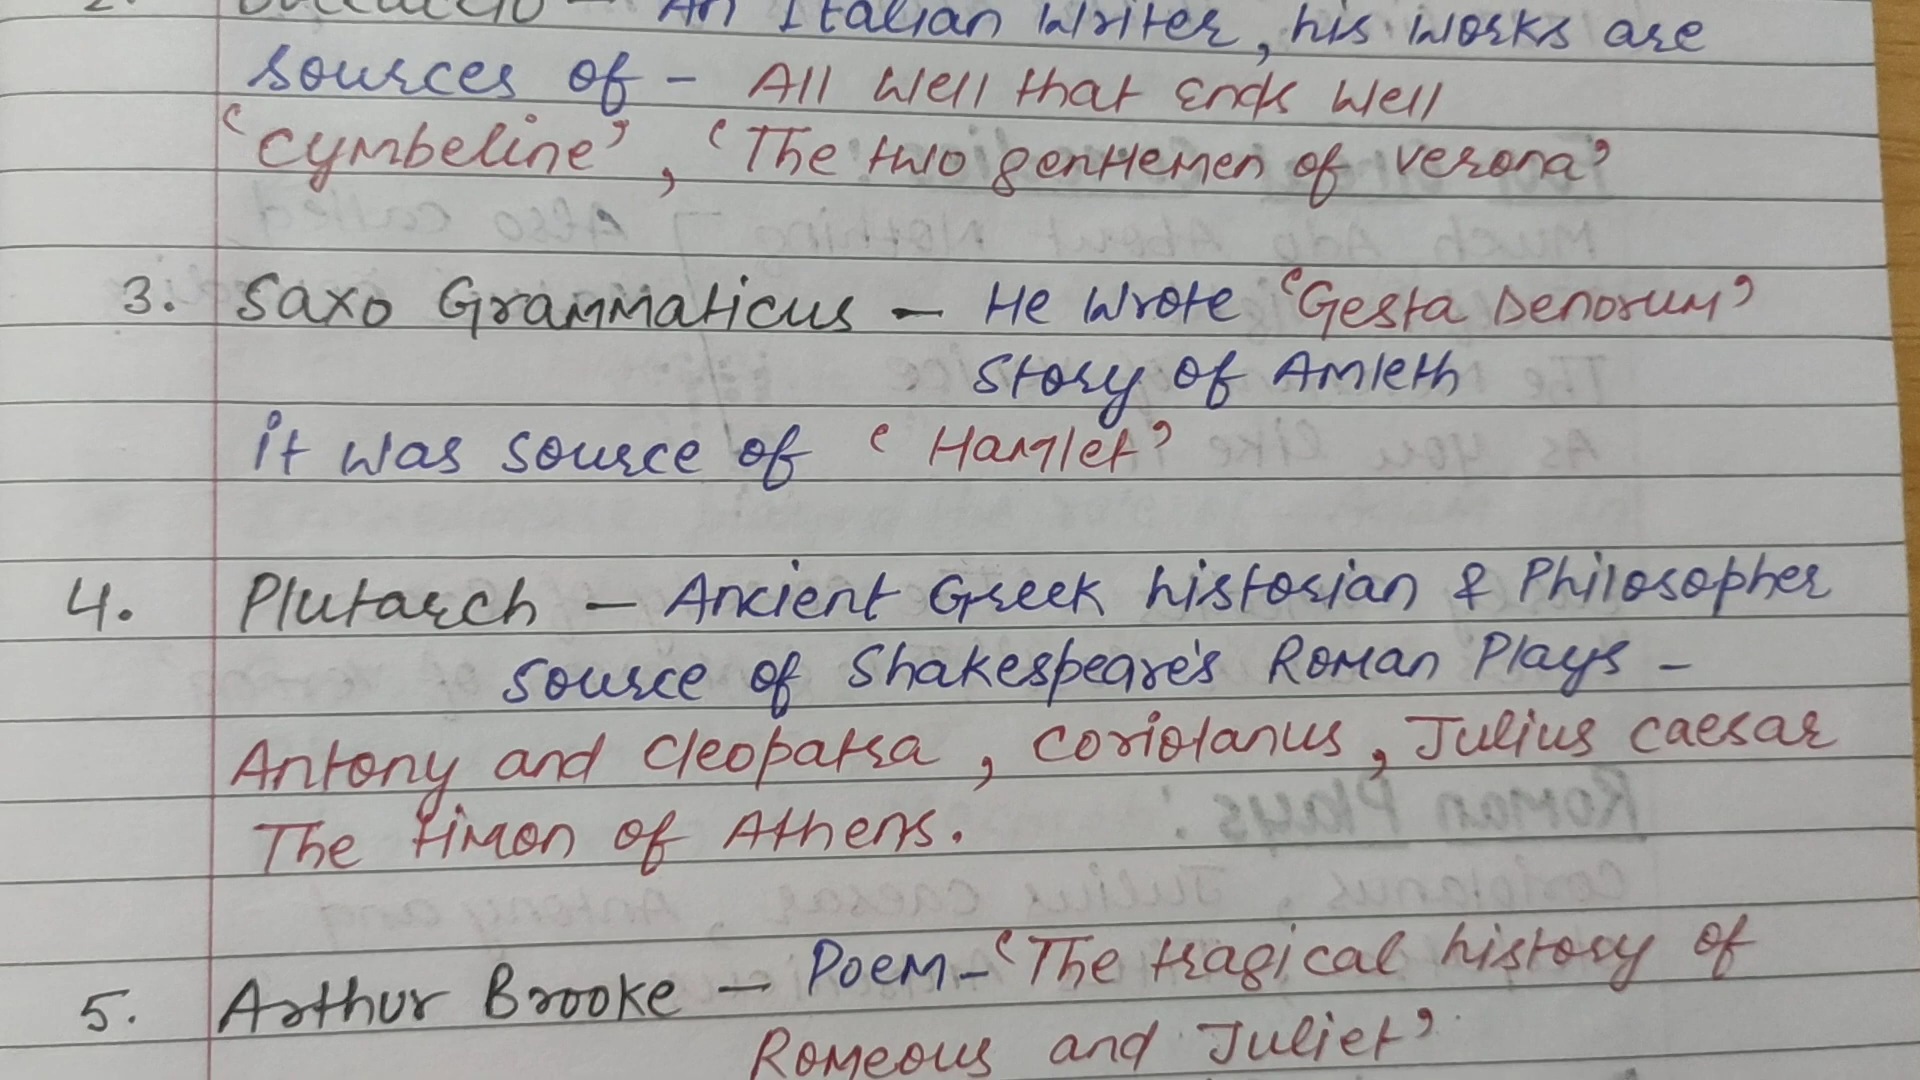 2. Boccaccio - An Italian writer, his works are
sources of - All Well that Ends Well
'Cymbeline', 'The two gentlemen of verona'
3. Saxo Grammaticus - He wrote 'Gesta Denorum'
story of Amleth
it was source of 'Hamlet'
4. Plutarch - Ancient Greek historian & Philosopher
source of Shakespeare's Roman Plays -
Antony and Cleopatra, Coriolanus, Julius caesar
The timon of Athens.
5. Arthur Brooke - Poem - 'The tragical history of
Romeous and Juliet'